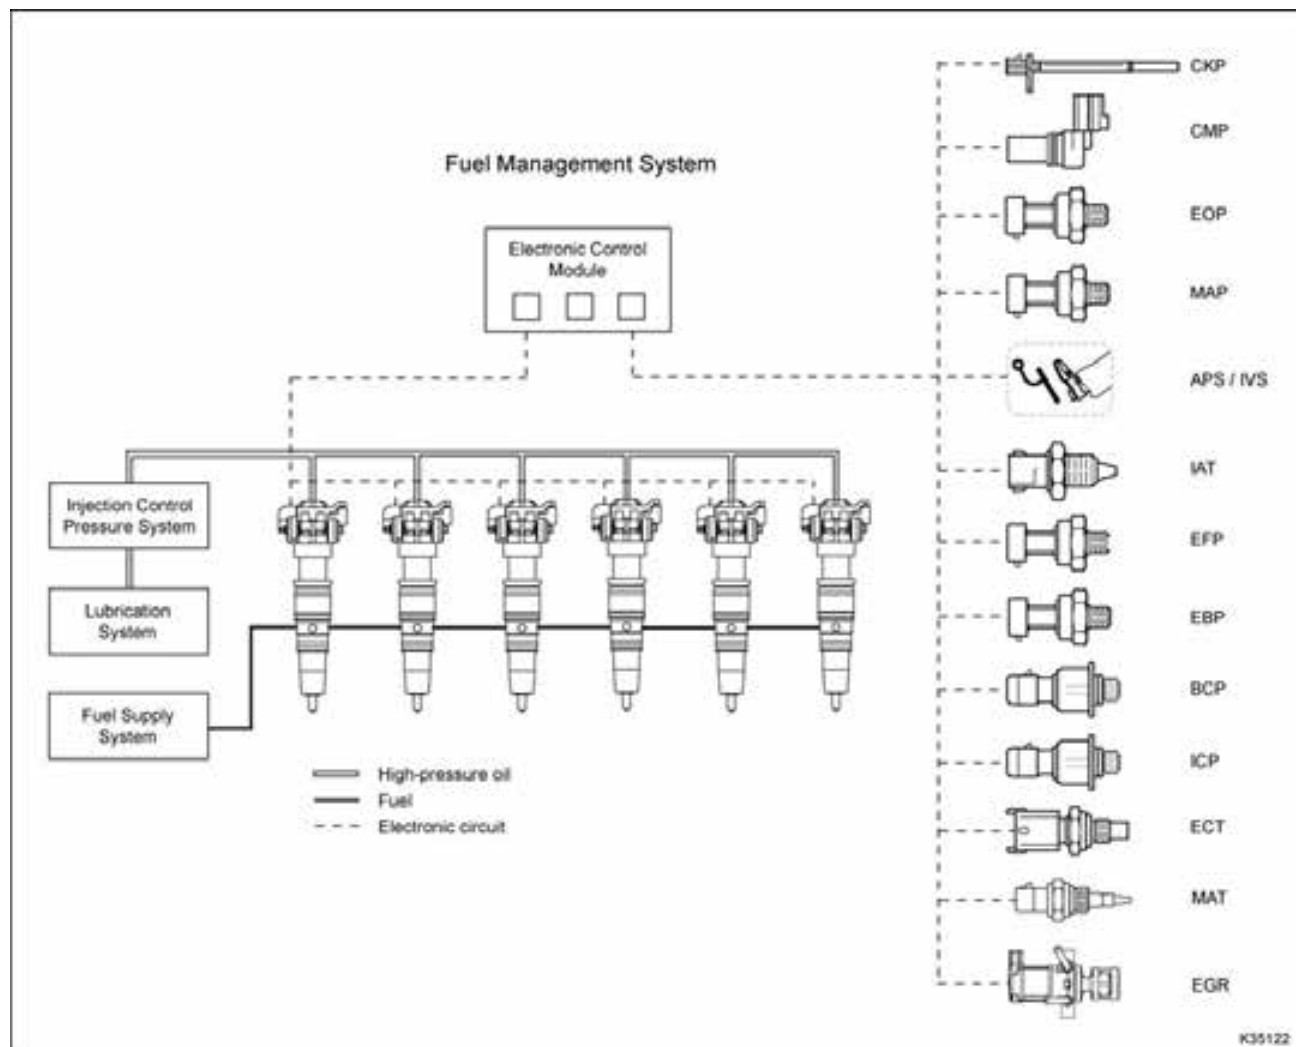 Fuel Management System
Electronic Control
Module
Injection Control
Pressure System
Lubrication
System
Fuel Supply
System
High-pressure oil
Fuel
Electronic circuit
CKP
CMP
EOP
MAP
APS / IVS
IAT
EFP
EBP
BCP
ICP
ECT
MAT
EGR
K35122